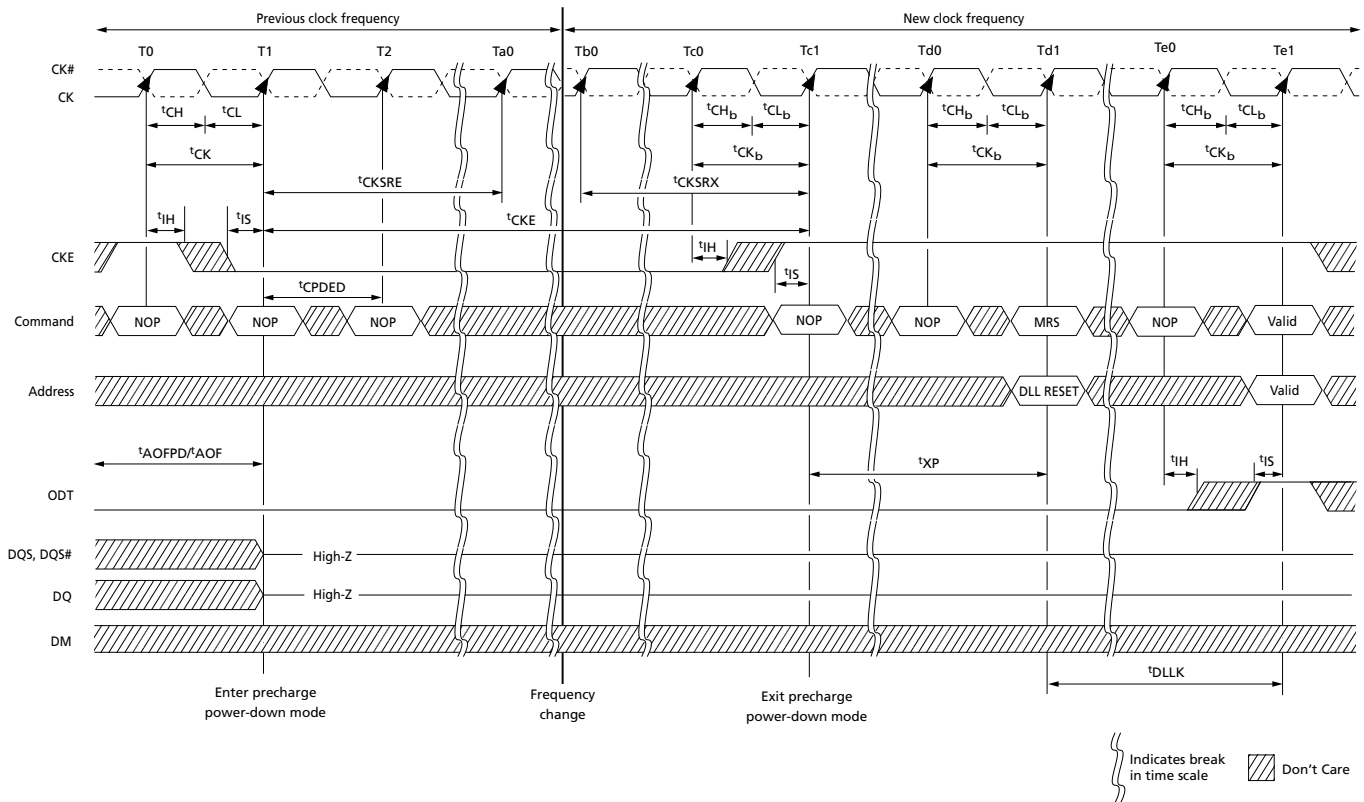 Previous clock frequency New clock frequency
T0 T1 T2 Ta0 Tb0 Tc0 Tc1 Td0 Td1 Te0 Te1
CK#
CK
tCH tCL tCHb tCLb tCHb tCLb tCHb tCLb
tCK tCKb tCKb tCKb
tCKSRE tCKSRX
tIH tIS tCKE
CKE tIH
tIS
tCPDED
Command NOP NOP NOP NOP NOP MRS NOP Valid
Address DLL RESET Valid
tAOFPD/tAOF tXP tIH tIS
ODT
DQS, DQS# High-Z
DQ High-Z
DM
tDLLK
Enter precharge
power-down mode
Frequency
change
Exit precharge
power-down mode
Indicates break
in time scale
Don't Care